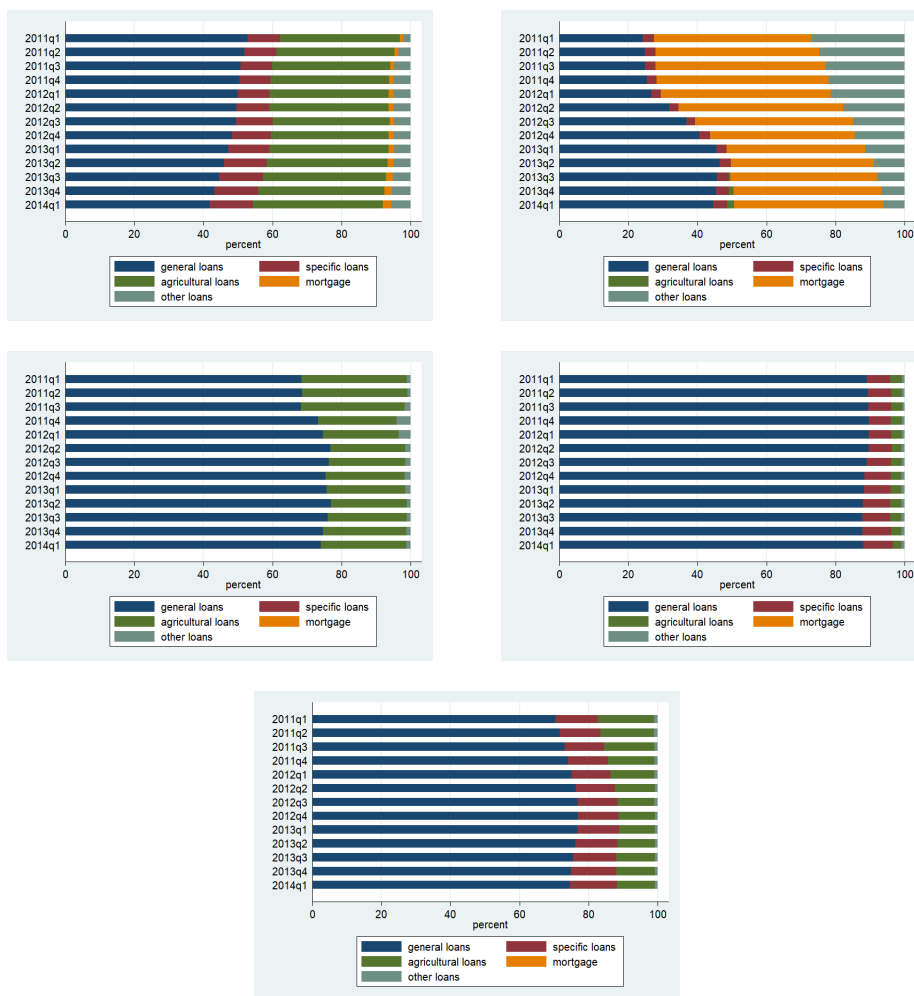 2011q1
2011q2
2011q3
2011q4
2012q1
2012q2
2012q3
2012q4
2013q1
2013q2
2013q3
2013q4
2014q1
0 20 40 60 80 100
percent
general loans specific loans
agricultural loans mortgage
other loans
2011q1
2011q2
2011q3
2011q4
2012q1
2012q2
2012q3
2012q4
2013q1
2013q2
2013q3
2013q4
2014q1
0 20 40 60 80 100
percent
general loans specific loans
agricultural loans mortgage
other loans
2011q1
2011q2
2011q3
2011q4
2012q1
2012q2
2012q3
2012q4
2013q1
2013q2
2013q3
2013q4
2014q1
0 20 40 60 80 100
percent
general loans specific loans
agricultural loans mortgage
other loans
2011q1
2011q2
2011q3
2011q4
2012q1
2012q2
2012q3
2012q4
2013q1
2013q2
2013q3
2013q4
2014q1
0 20 40 60 80 100
percent
general loans specific loans
agricultural loans mortgage
other loans
2011q1
2011q2
2011q3
2011q4
2012q1
2012q2
2012q3
2012q4
2013q1
2013q2
2013q3
2013q4
2014q1
0 20 40 60 80 100
percent
general loans specific loans
agricultural loans mortgage
other loans